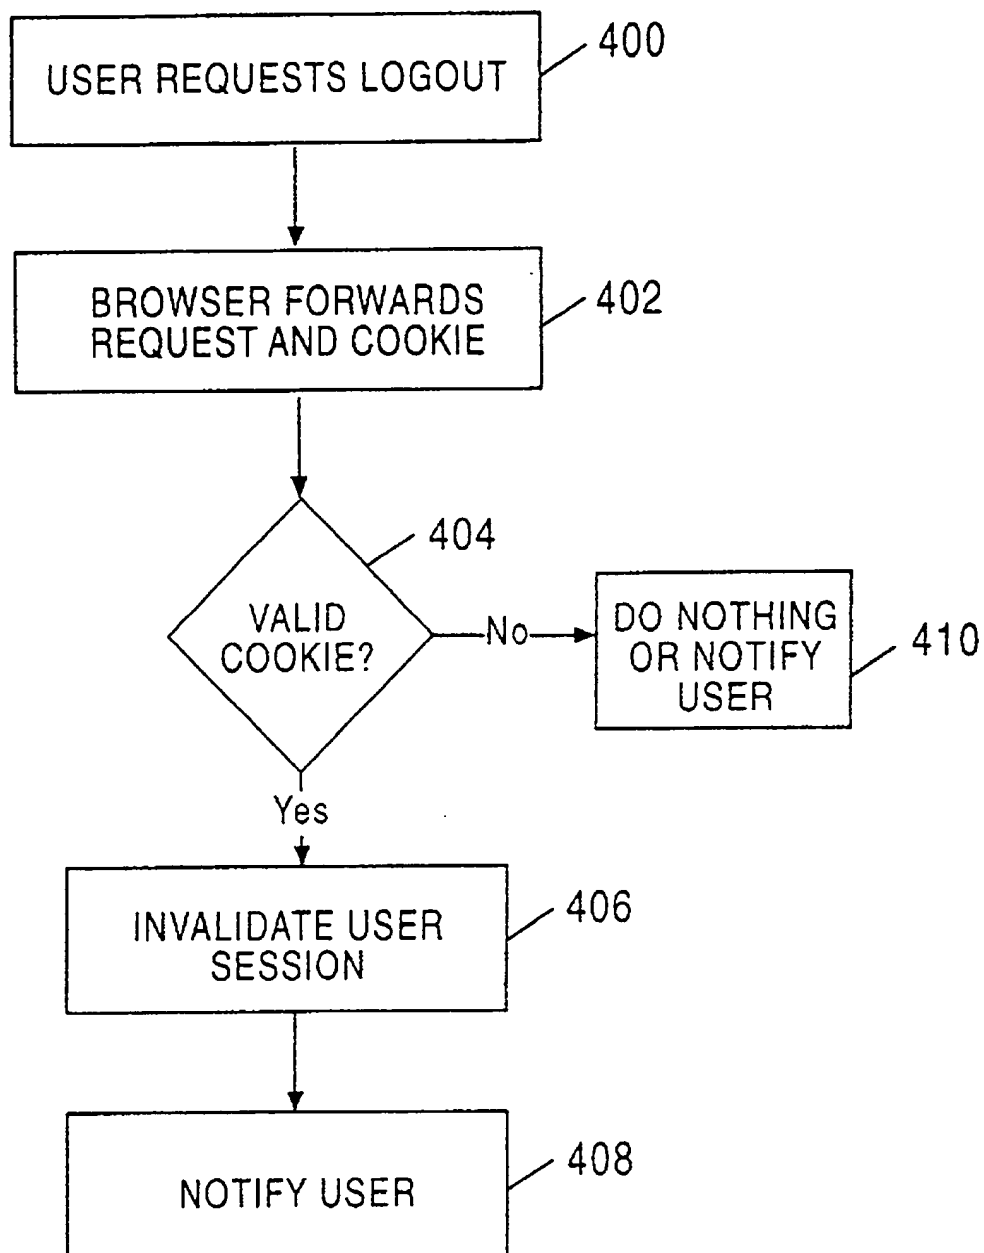 USER REQUESTS LOGOUT
400
BROWSER FORWARDS
REQUEST AND COOKIE
402
404
VALID
COOKIE?
No
DO NOTHING
OR NOTIFY
USER
410
Yes
INVALIDATE USER
SESSION
406
NOTIFY USER
408